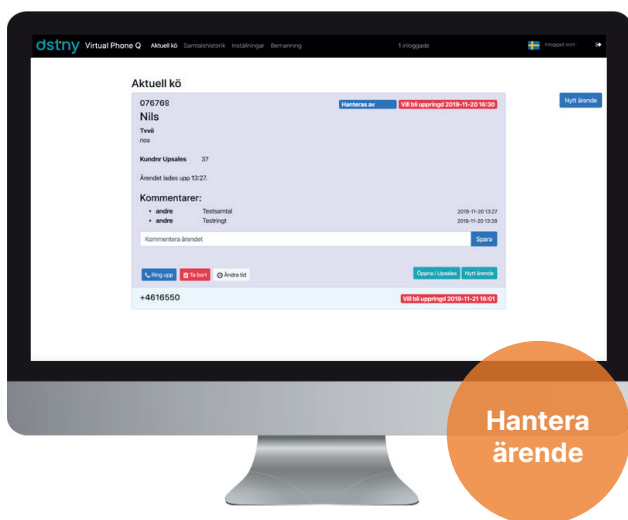 dstny Virtual Phone Q Aktuell kö Samtalshistorik Inställningar Bemanning 1 inloggade Inloggad som
Aktuell kö
Nytt ärende
076769 Hanteras av Vill bli uppringd 2019-11-20 16:30
Nils
Tvvö
nos
Kundnr Upsales 37
Ärendet lades upp 13:27.
Kommentarer:
• andre Testsamtal 2019-11-20 13:27
• andre Testringt 2019-11-20 13:28
Kommentera ärendet Spara
Ring upp Ta bort Ändra tid Öppna i Upsales Nytt ärende
+4616550 Vill bli uppringd 2019-11-21 16:01
Hantera
ärende